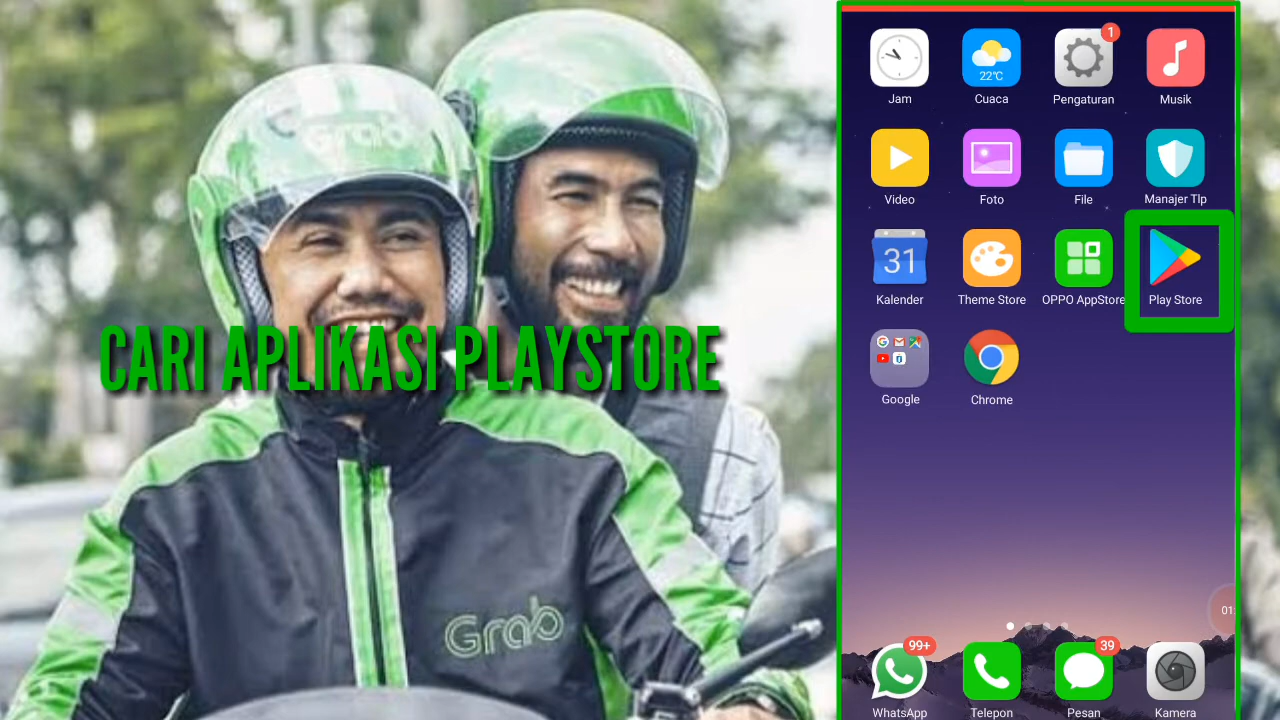 Grab
CARI APLIKASI PLAYSTORE
Grab
1
22°C
Jam Cuaca Pengaturan Musik
Video Foto File Manajer Tlp
31
Kalender Theme Store OPPO AppStore Play Store
Google Chrome
01:
99+ 39
WhatsApp Telepon Pesan Kamera